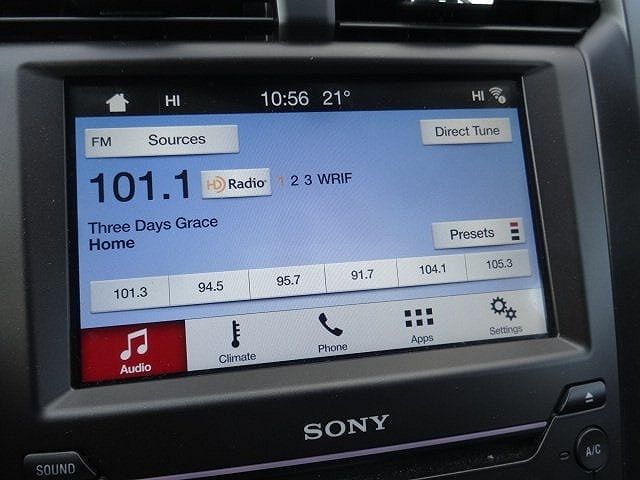 HI 10:56 21° HI
FM Sources Direct Tune
101.1 HD Radio 1 2 3 WRIF
Three Days Grace
Home
Presets
101.3 94.5 95.7 91.7 104.1 105.3
Audio Climate Phone Apps Settings
SONY
SOUND A/C